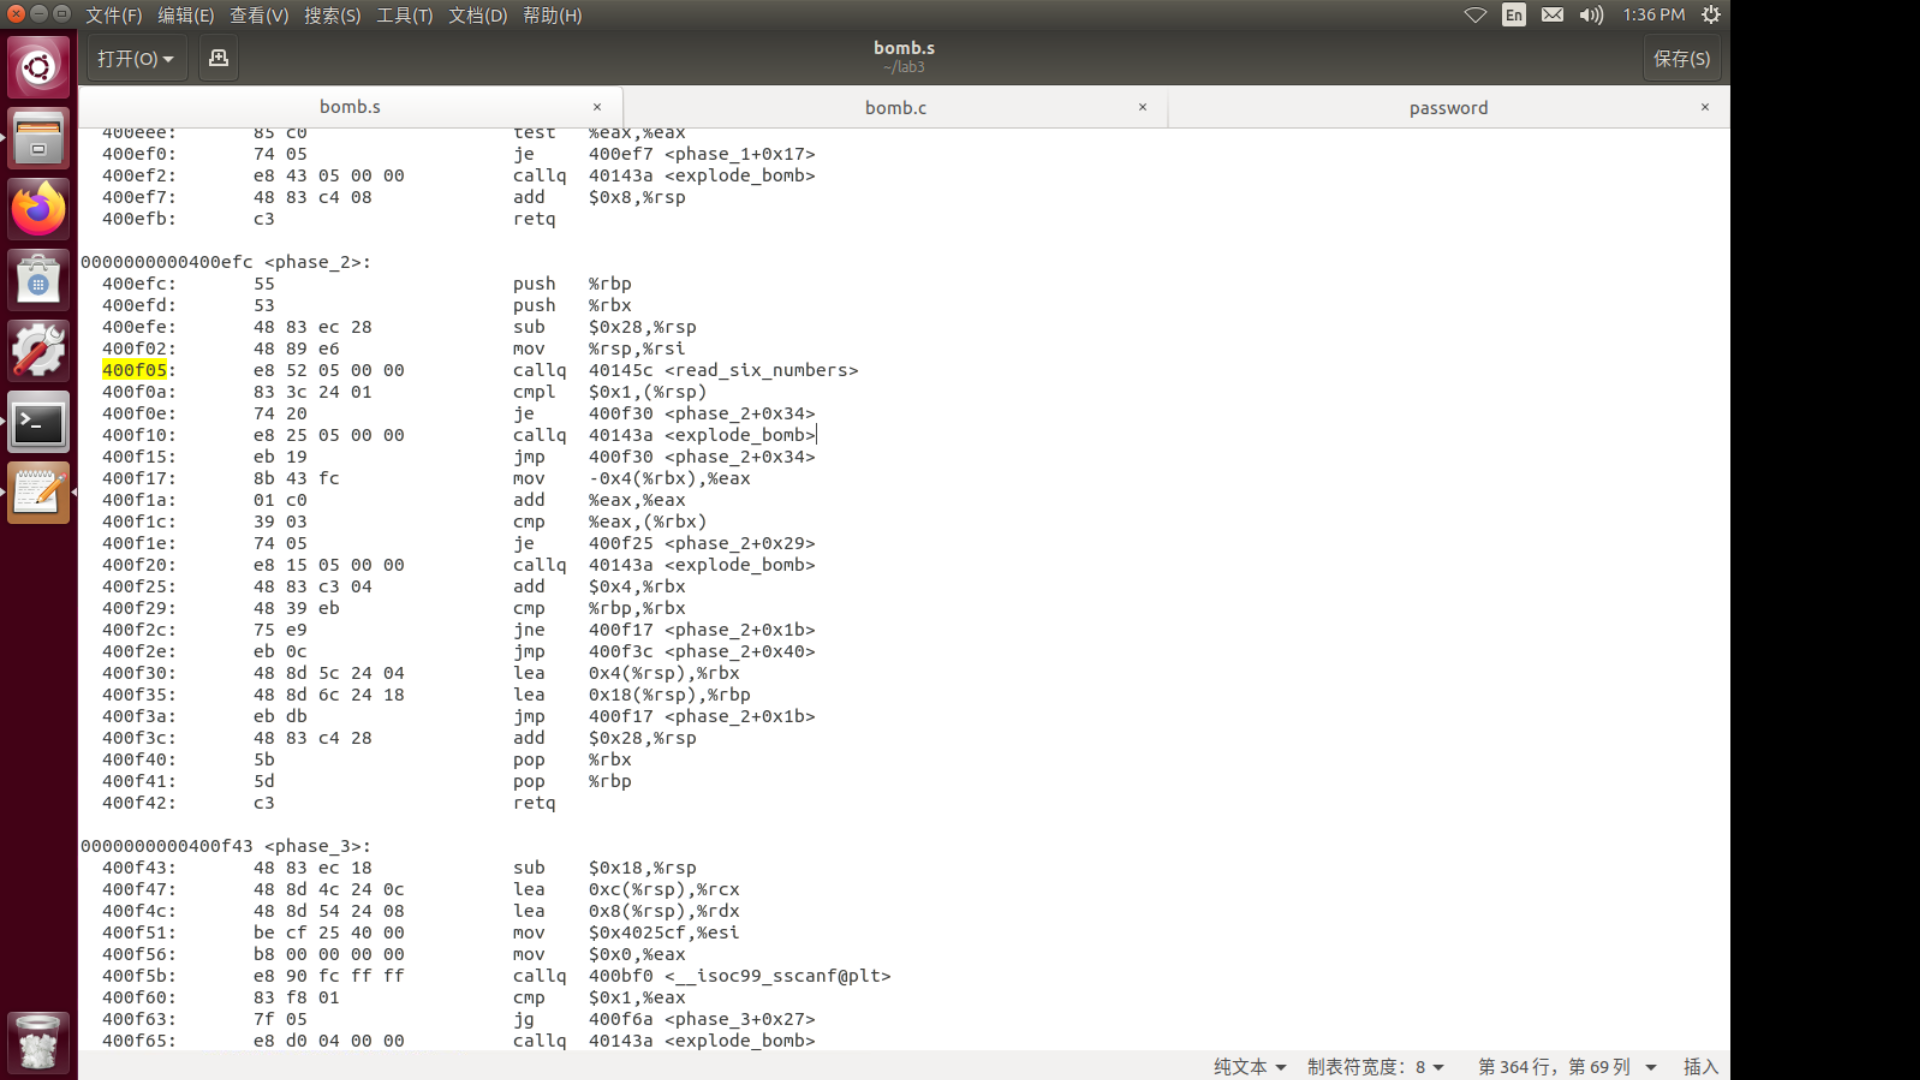 文件(F) 编辑(E) 查看(V) 搜索(S) 工具(T) 文档(D) 帮助(H) En 1:36 PM
打开(O) bomb.s 保存(S)
~/lab3
bomb.s × bomb.c × password ×
400eee: 85 c0 test %eax,%eax
400ef0: 74 05 je 400ef7 <phase_1+0x17>
400ef2: e8 43 05 00 00 callq 40143a <explode_bomb>
400ef7: 48 83 c4 08 add $0x8,%rsp
400efb: c3 retq
0000000000400efc <phase_2>:
400efc: 55 push %rbp
400efd: 53 push %rbx
400efe: 48 83 ec 28 sub $0x28,%rsp
400f02: 48 89 e6 mov %rsp,%rsi
400f05: e8 52 05 00 00 callq 40145c <read_six_numbers>
400f0a: 83 3c 24 01 cmpl $0x1,(%rsp)
400f0e: 74 20 je 400f30 <phase_2+0x34>
400f10: e8 25 05 00 00 callq 40143a <explode_bomb>
400f15: eb 19 jmp 400f30 <phase_2+0x34>
400f17: 8b 43 fc mov -0x4(%rbx),%eax
400f1a: 01 c0 add %eax,%eax
400f1c: 39 03 cmp %eax,(%rbx)
400f1e: 74 05 je 400f25 <phase_2+0x29>
400f20: e8 15 05 00 00 callq 40143a <explode_bomb>
400f25: 48 83 c3 04 add $0x4,%rbx
400f29: 48 39 eb cmp %rbp,%rbx
400f2c: 75 e9 jne 400f17 <phase_2+0x1b>
400f2e: eb 0c jmp 400f3c <phase_2+0x40>
400f30: 48 8d 5c 24 04 lea 0x4(%rsp),%rbx
400f35: 48 8d 6c 24 18 lea 0x18(%rsp),%rbp
400f3a: eb db jmp 400f17 <phase_2+0x1b>
400f3c: 48 83 c4 28 add $0x28,%rsp
400f40: 5b pop %rbx
400f41: 5d pop %rbp
400f42: c3 retq
0000000000400f43 <phase_3>:
400f43: 48 83 ec 18 sub $0x18,%rsp
400f47: 48 8d 4c 24 0c lea 0xc(%rsp),%rcx
400f4c: 48 8d 54 24 08 lea 0x8(%rsp),%rdx
400f51: be cf 25 40 00 mov $0x4025cf,%esi
400f56: b8 00 00 00 00 mov $0x0,%eax
400f5b: e8 90 fc ff ff callq 400bf0 <__isoc99_sscanf@plt>
400f60: 83 f8 01 cmp $0x1,%eax
400f63: 7f 05 jg 400f6a <phase_3+0x27>
400f65: e8 d0 04 00 00 callq 40143a <explode_bomb>
纯文本 制表符宽度: 8 第 364 行, 第 69 列 插入